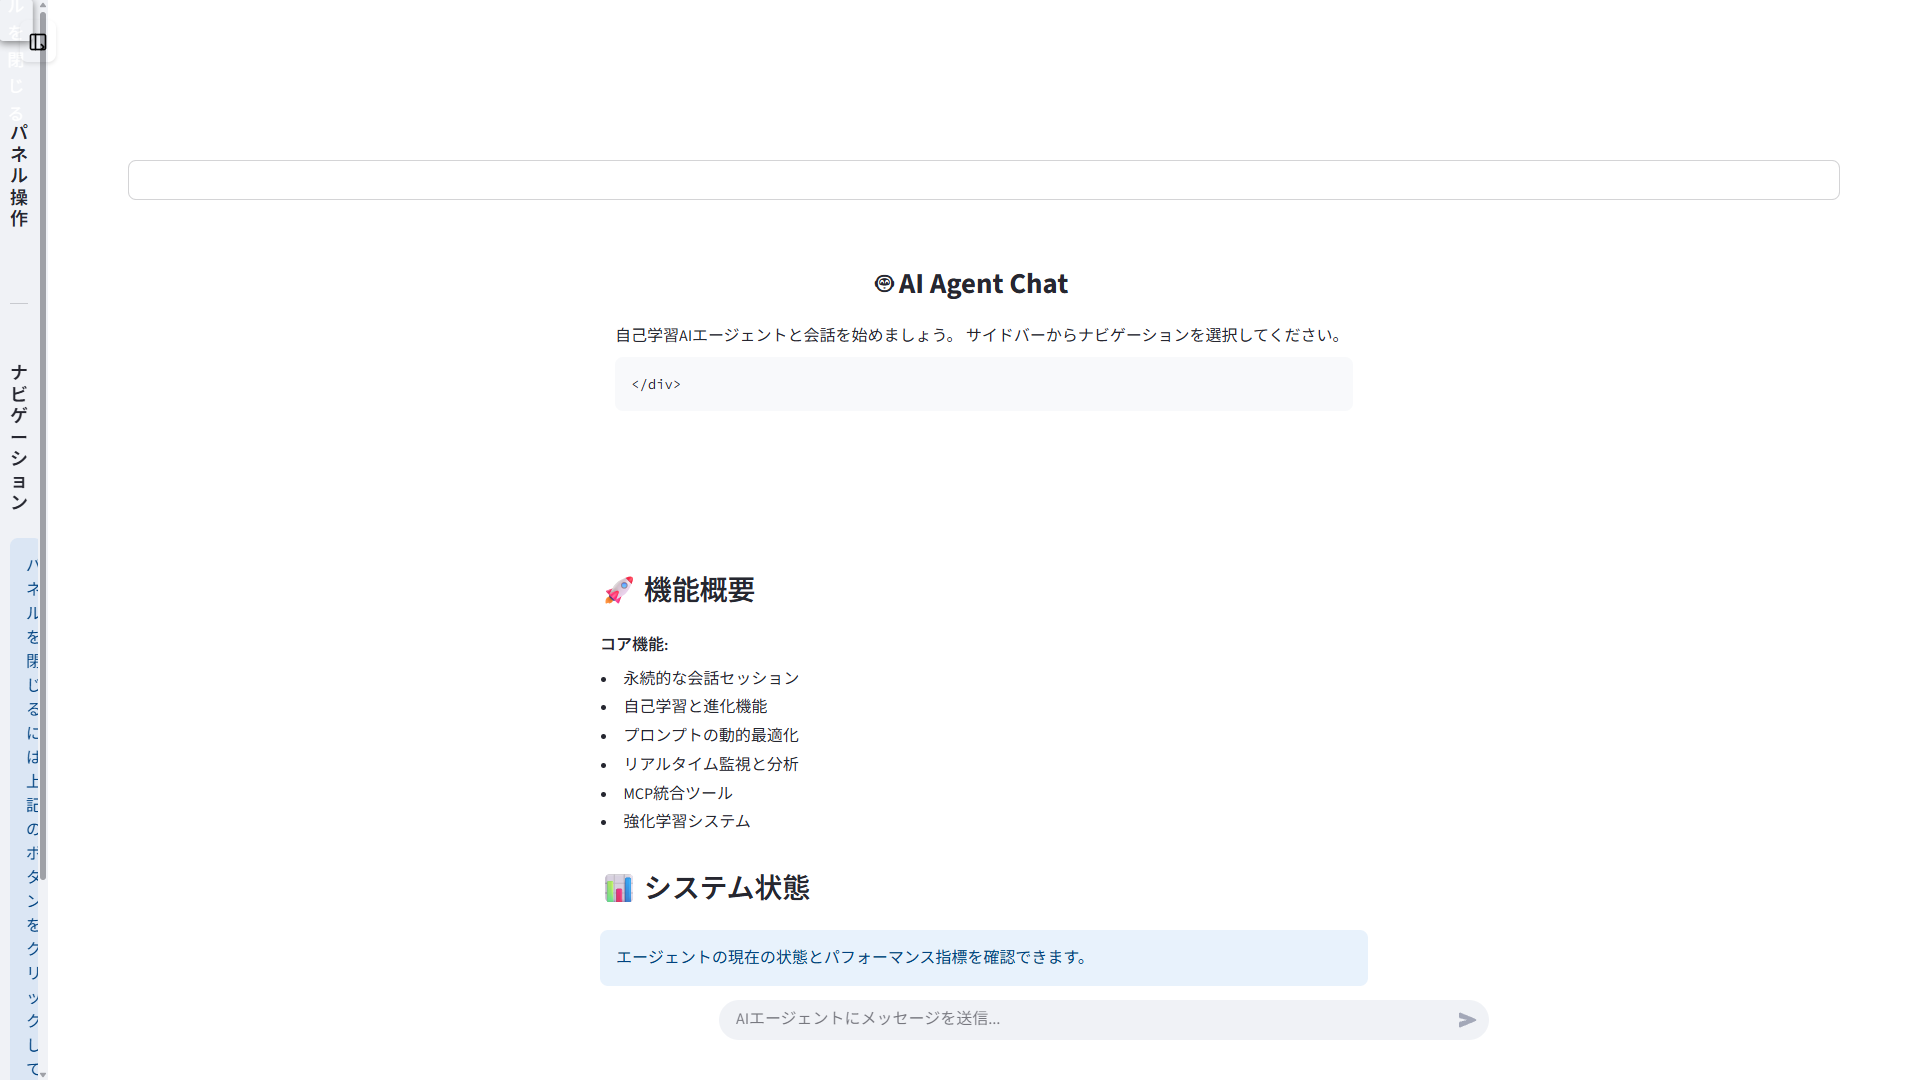 ルを閉じる
パネル操作
ナビゲーション
パネルを閉じるには上記のボタンをクリックして
AI Agent Chat
自己学習AIエージェントと会話を始めましょう。 サイドバーからナビゲーションを選択してください。
</div>
🚀 機能概要
コア機能:
• 永続的な会話セッション
• 自己学習と進化機能
• プロンプトの動的最適化
• リアルタイム監視と分析
• MCP統合ツール
• 強化学習システム
📊 システム状態
エージェントの現在の状態とパフォーマンス指標を確認できます。
AIエージェントにメッセージを送信...